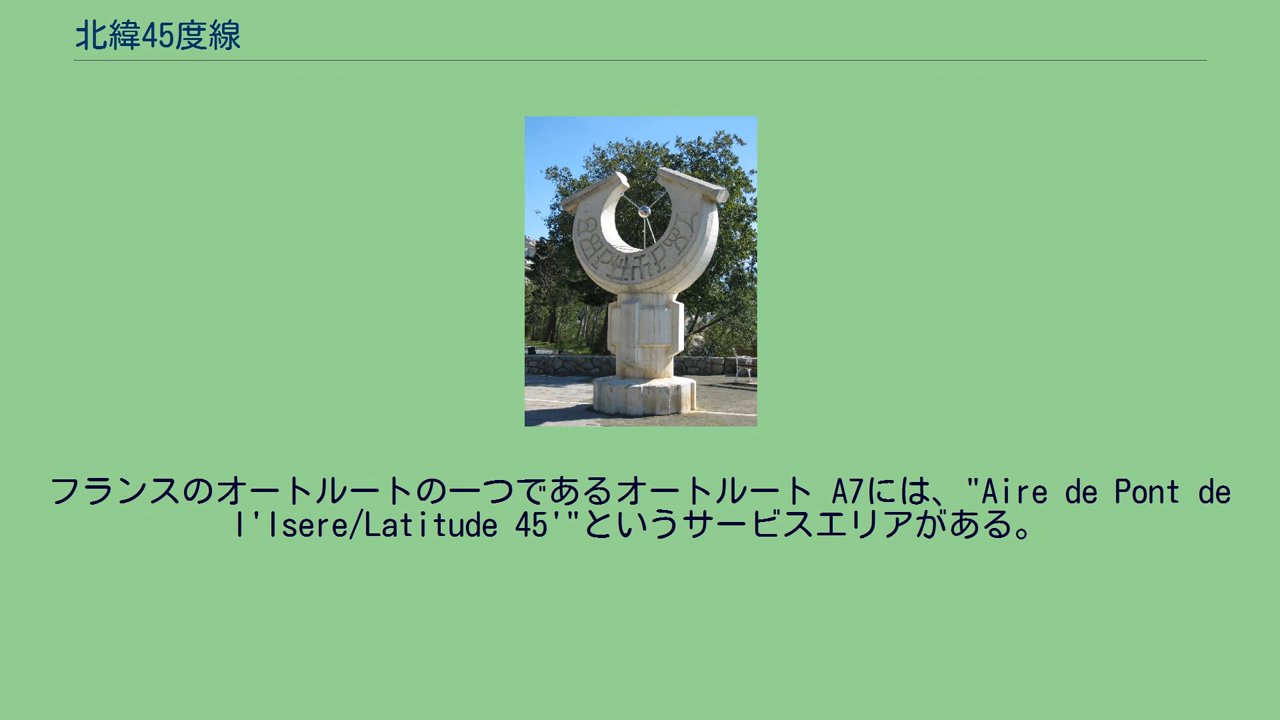 北緯45度線
フランスのオートルートの一つであるオートルート A7には、"Aire de Pont de
l'Isere/Latitude 45'"というサービスエリアがある。